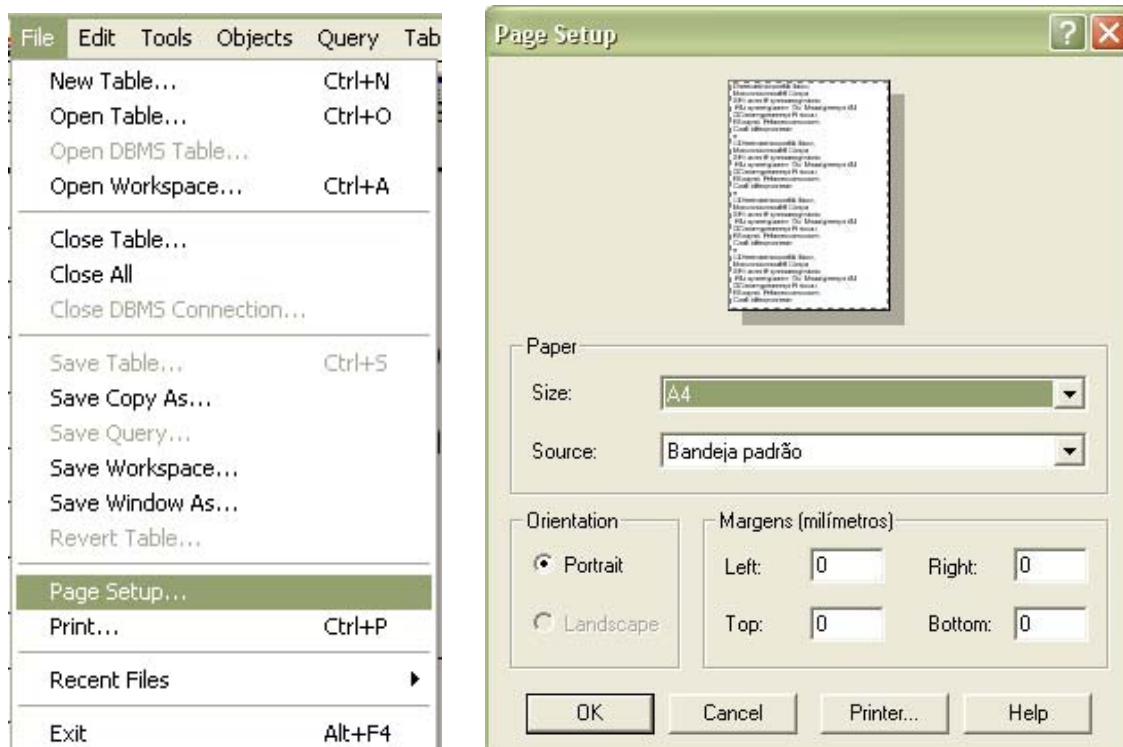 File Edit Tools Objects Query Tab
New Table... Ctrl+N
Open Table... Ctrl+O
Open DBMS Table...
Open Workspace... Ctrl+A
Close Table...
Close All
Close DBMS Connection...
Save Table... Ctrl+S
Save Copy As...
Save Query...
Save Workspace...
Save Window As...
Revert Table...
Page Setup...
Print... Ctrl+P
Recent Files
Exit Alt+F4
Page Setup
Paper
Size: A4
Source: Bandeja padrão
Orientation
Portrait
Landscape
Margens (milímetros)
Left: 0 Right: 0
Top: 0 Bottom: 0
OK Cancel Printer... Help